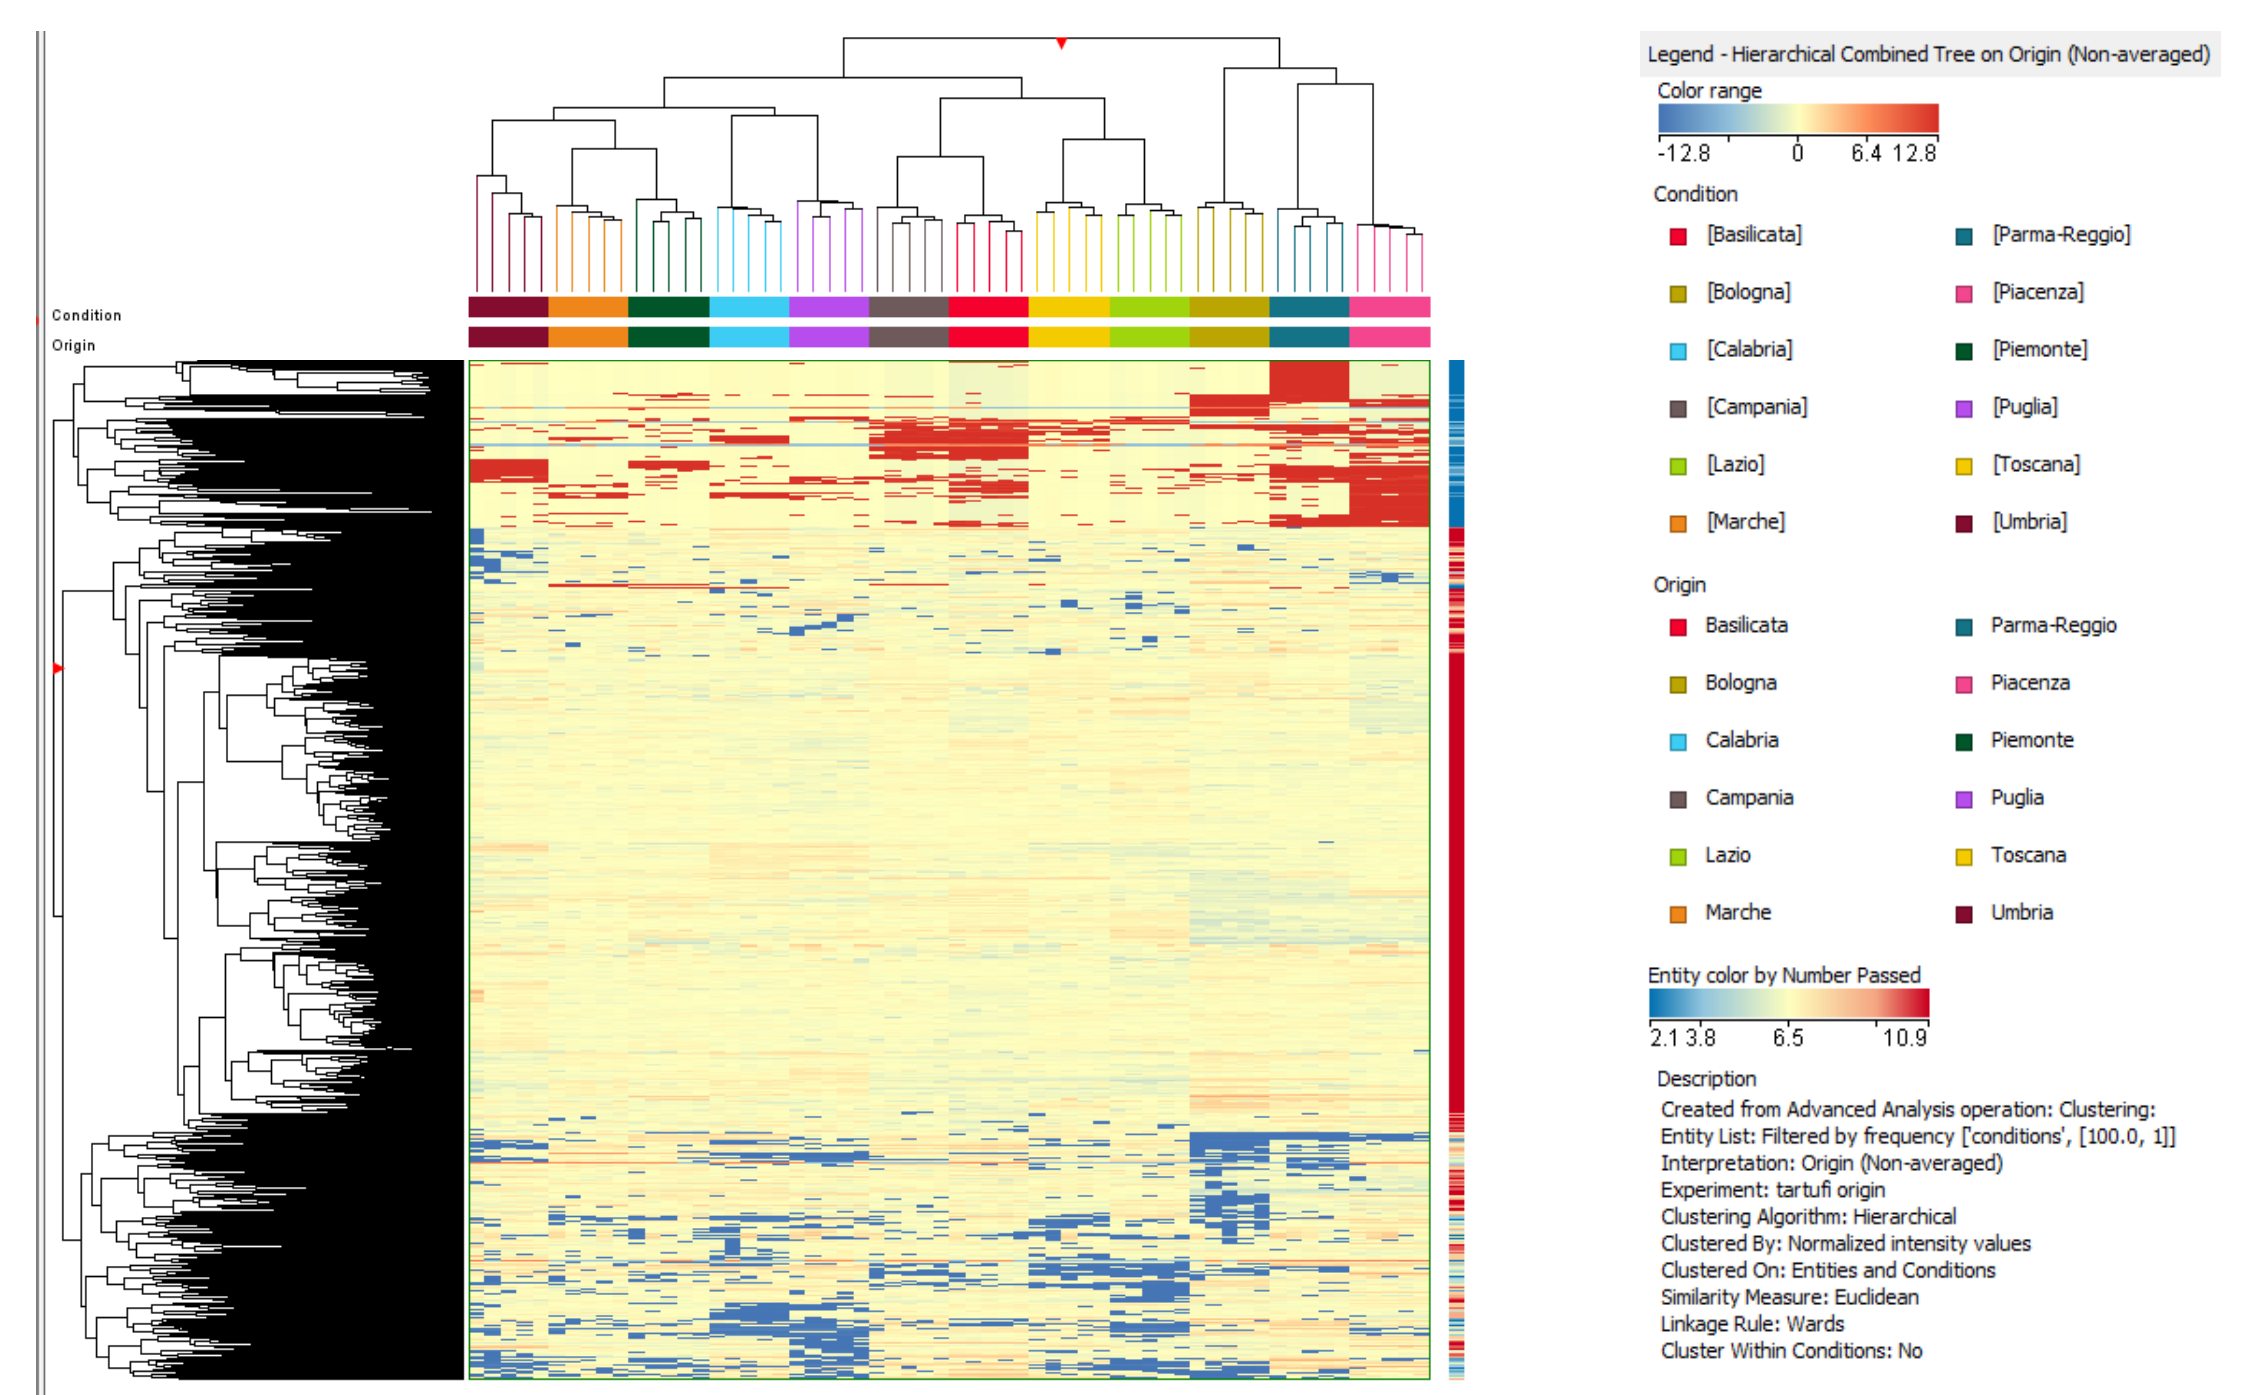 Legend - Hierarchical Combined Tree on Origin (Non-averaged)
Color range
-12.8 0 6.4 12.8
Condition
[Basilicata] [Parma-Reggio]
[Bologna] [Piacenza]
[Calabria] [Piemonte]
[Campania] [Puglia]
[Lazio] [Toscana]
[Marche] [Umbria]
Condition
Origin
Origin
Basilicata Parma-Reggio
Bologna Piacenza
Calabria Piemonte
Campania Puglia
Lazio Toscana
Marche Umbria
Entity color by Number Passed
2.1 3.8 6.5 10.9
Description
Created from Advanced Analysis operation: Clustering:
Entity List: Filtered by frequency ['conditions', [100.0, 1]]
Interpretation: Origin (Non-averaged)
Experiment: tartufi origin
Clustering Algorithm: Hierarchical
Clustered By: Normalized intensity values
Clustered On: Entities and Conditions
Similarity Measure: Euclidean
Linkage Rule: Wards
Cluster Within Conditions: No